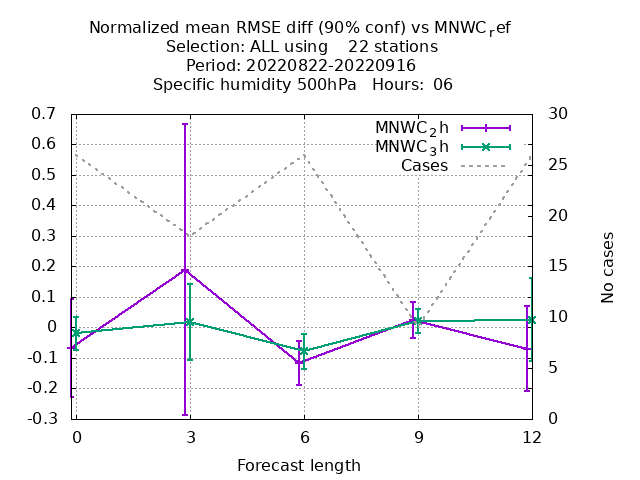 Normalized mean RMSE diff (90% conf) vs MNWC_ref
Selection: ALL using 22 stations
Period: 20220822-20220916
Specific humidity 500hPa Hours: 06
0.7
0.6
0.5
0.4
0.3
0.2
0.1
0
-0.1
-0.2
-0.3
30
25
20
15
10
5
0
MNWC_2h
MNWC_3h
Cases
No cases
0 3 6 9 12
Forecast length